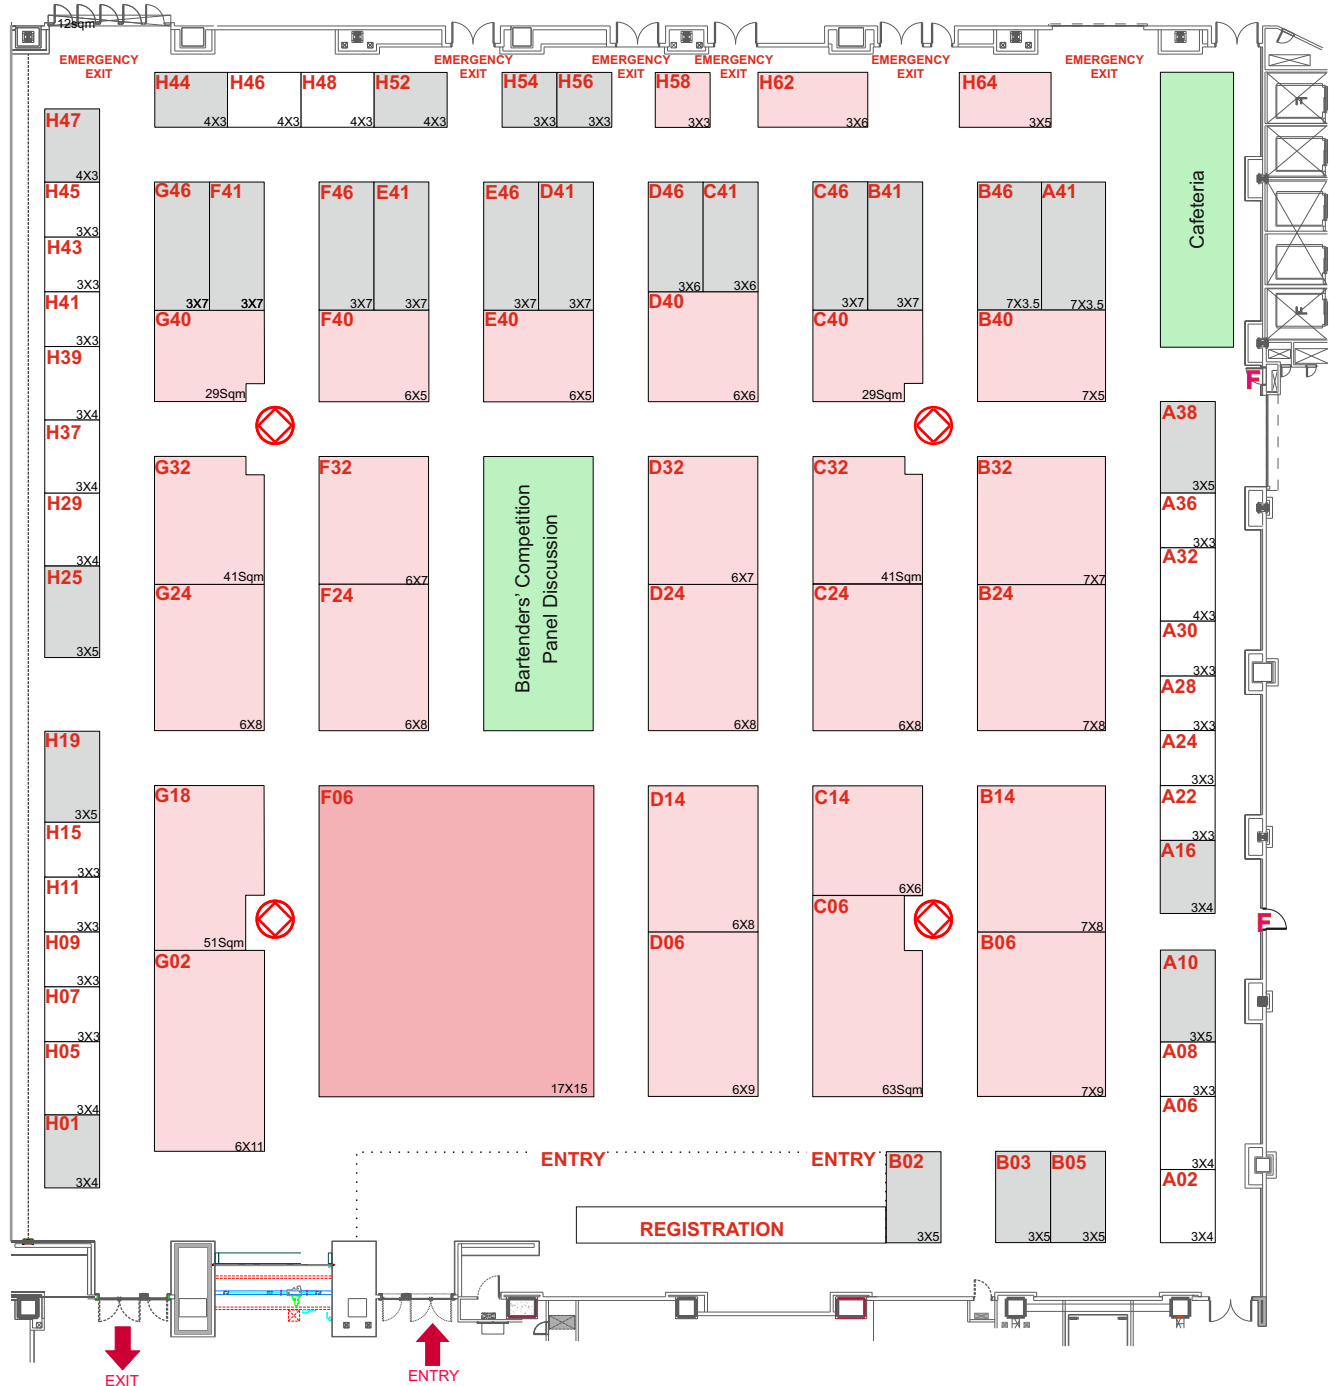 12sqm
EMERGENCY
EXIT
EMERGENCY
EXIT
EMERGENCY
EXIT
EMERGENCY
EXIT
EMERGENCY
EXIT
EMERGENCY
EXIT
H44
4X3
H46
4X3
H48
4X3
H52
4X3
H54
3X3
H56
3X3
H58
3X3
H62
3X6
H64
3X5
H47
4X3
H45
3X3
H43
3X3
H41
3X3
H39
3X4
H37
3X4
H29
3X4
H25
3X5
H19
3X5
H15
3X3
H11
3X3
H09
3X3
H07
3X3
H05
3X4
H01
3X4
G46
3X7
F41
3X7
G40
29Sqm
F46
3X7
E41
3X7
F40
6X5
E46
3X7
D41
3X7
E40
6X5
D46
3X6
C41
3X6
D40
6X6
C46
3X7
B41
3X7
C40
29Sqm
B46
7X3.5
A41
7X3.5
B40
7X5
Cafeteria
F
F
F
G32
41Sqm
G24
6X8
F32
6X7
F24
6X8
Bartenders' Competition
Panel Discussion
D32
6X7
D24
6X8
C32
41Sqm
C24
6X8
B32
7X7
B24
7X8
A38
3X5
A36
3X3
A32
4X3
A30
3X3
A28
3X3
A24
3X3
A22
3X3
A16
3X4
F
A10
3X5
A08
3X3
A06
3X4
A02
3X4
G18
51Sqm
G02
6X11
F06
17X15
D14
6X8
D06
6X9
C14
6X6
C06
63Sqm
B14
7X8
B06
7X9
ENTRY
ENTRY
B02
3X5
B03
3X5
B05
3X5
REGISTRATION
EXIT
ENTRY